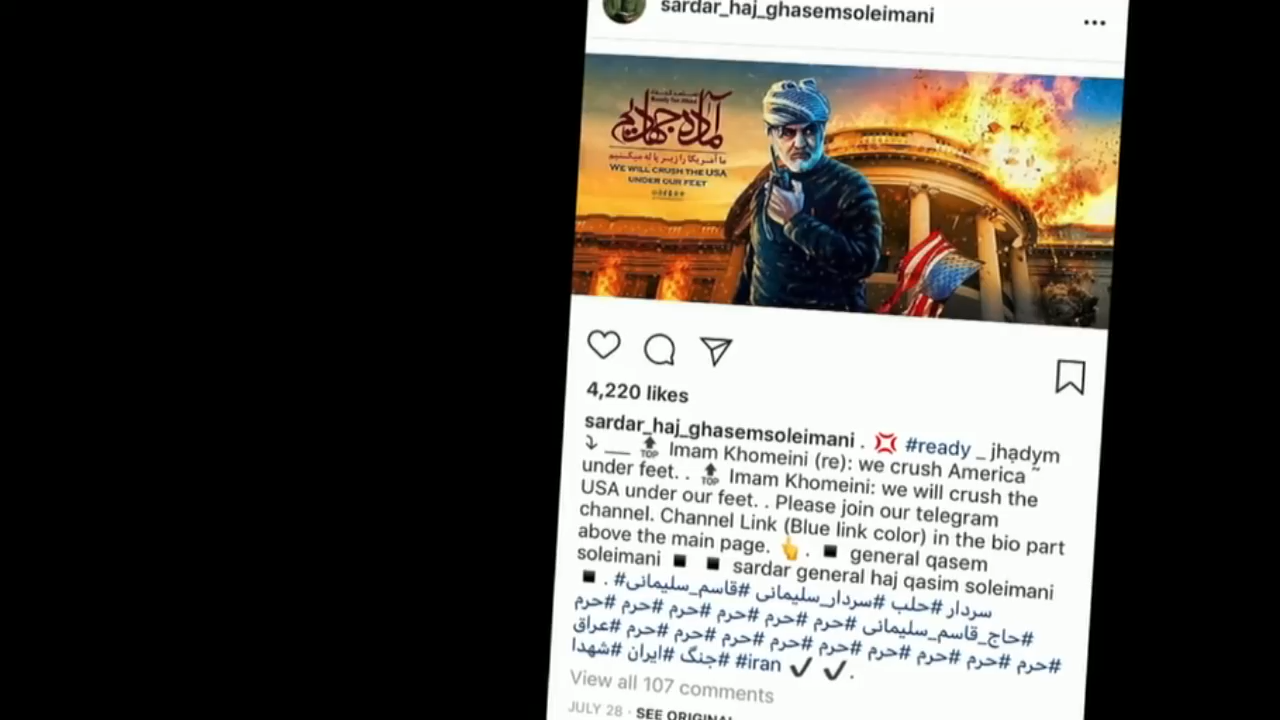 sardar_haj_ghasemsoleimani
آماده جهادیم
ما آمریکا را زیر پا له میکنیم
WE WILL CRUSH THE USA
UNDER OUR FEET
4,220 likes
sardar_haj_ghasemsoleimani . 💢 #ready _ jhạdym
⤵ __ 🔝 Imam Khomeini (re): we crush America ~
under feet. . 🔝 Imam Khomeini: we will crush the
USA under our feet. . Please join our telegram
channel. Channel Link (Blue link color) in the bio part
above the main page. 👆. ◾ general qasem
soleimani ◾ ◾ sardar general haj qasim soleimani
◾ . #سردار #حلب #سردار_سلیمانی #قاسم_سلیمانی
#حاج_قاسم_سلیمانی #حرم #حرم #حرم #حرم #حرم #حرم
#حرم #حرم #حرم #حرم #حرم #حرم #حرم #حرم #حرم #عراق
#جنگ #ایران #شهدا #iran ✔ ✔.
View all 107 comments
JULY 28 · SEE ORIGINAL